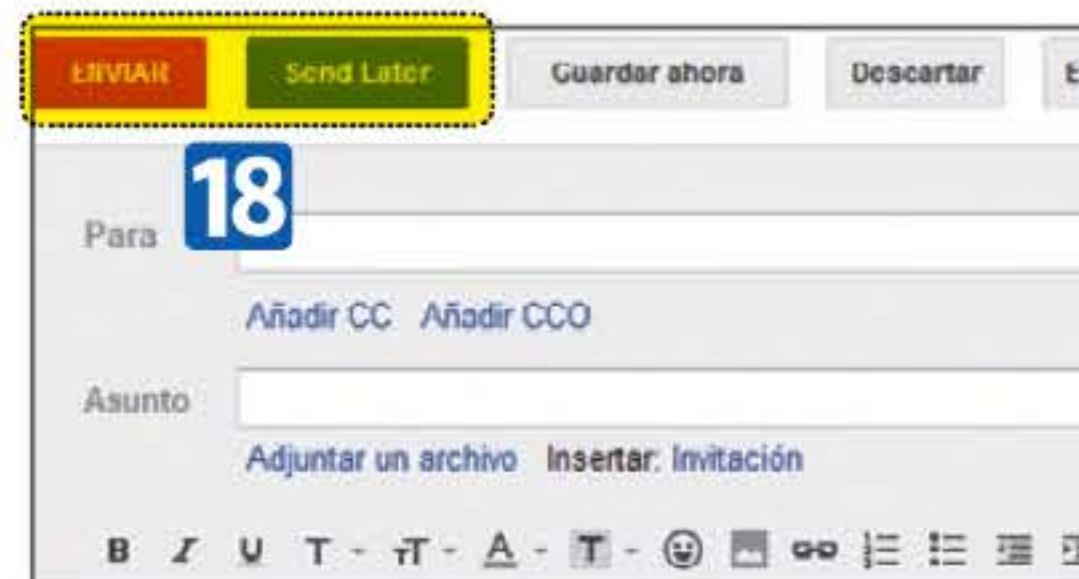 ENVIAR Send Later Guardar ahora Descartar
18
Para
Añadir CC Añadir CCO
Asunto
Adjuntar un archivo Insertar: Invitación
B I U T T A T